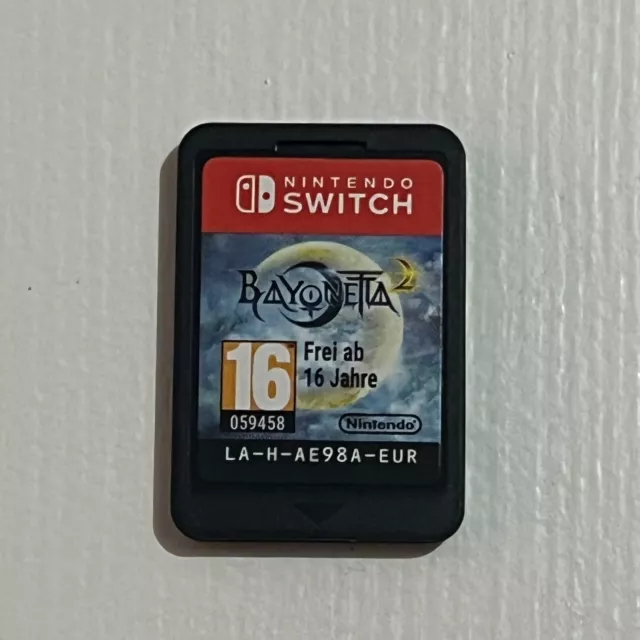 NINTENDO
SWITCH
BAYONETTA 2
16
Frei ab
16 Jahre
059458
Nintendo
LA-H-AE98A-EUR